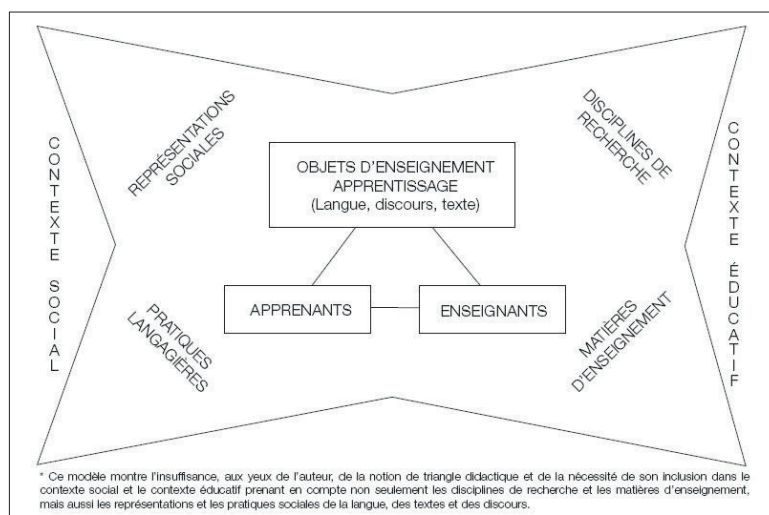 CONTEXTE SOCIAL
REPRÉSENTATIONS
SOCIALES
DISCIPLINES DE
RECHERCHE
CONTEXTE ÉDUCATIF
OBJETS D'ENSEIGNEMENT
APPRENTISSAGE
(Langue, discours, texte)
APPRENANTS
ENSEIGNANTS
PRATIQUES
LANGAGIÈRES
MATIÈRES
D'ENSEIGNEMENT
* Ce modèle montre l'insuffisance, aux yeux de l'auteur, de la notion de triangle didactique et de la nécessité de son inclusion dans le
contexte social et le contexte éducatif prenant en compte non seulement les disciplines de recherche et les matières d'enseignement,
mais aussi les représentations et les pratiques sociales de la langue, des textes et des discours.